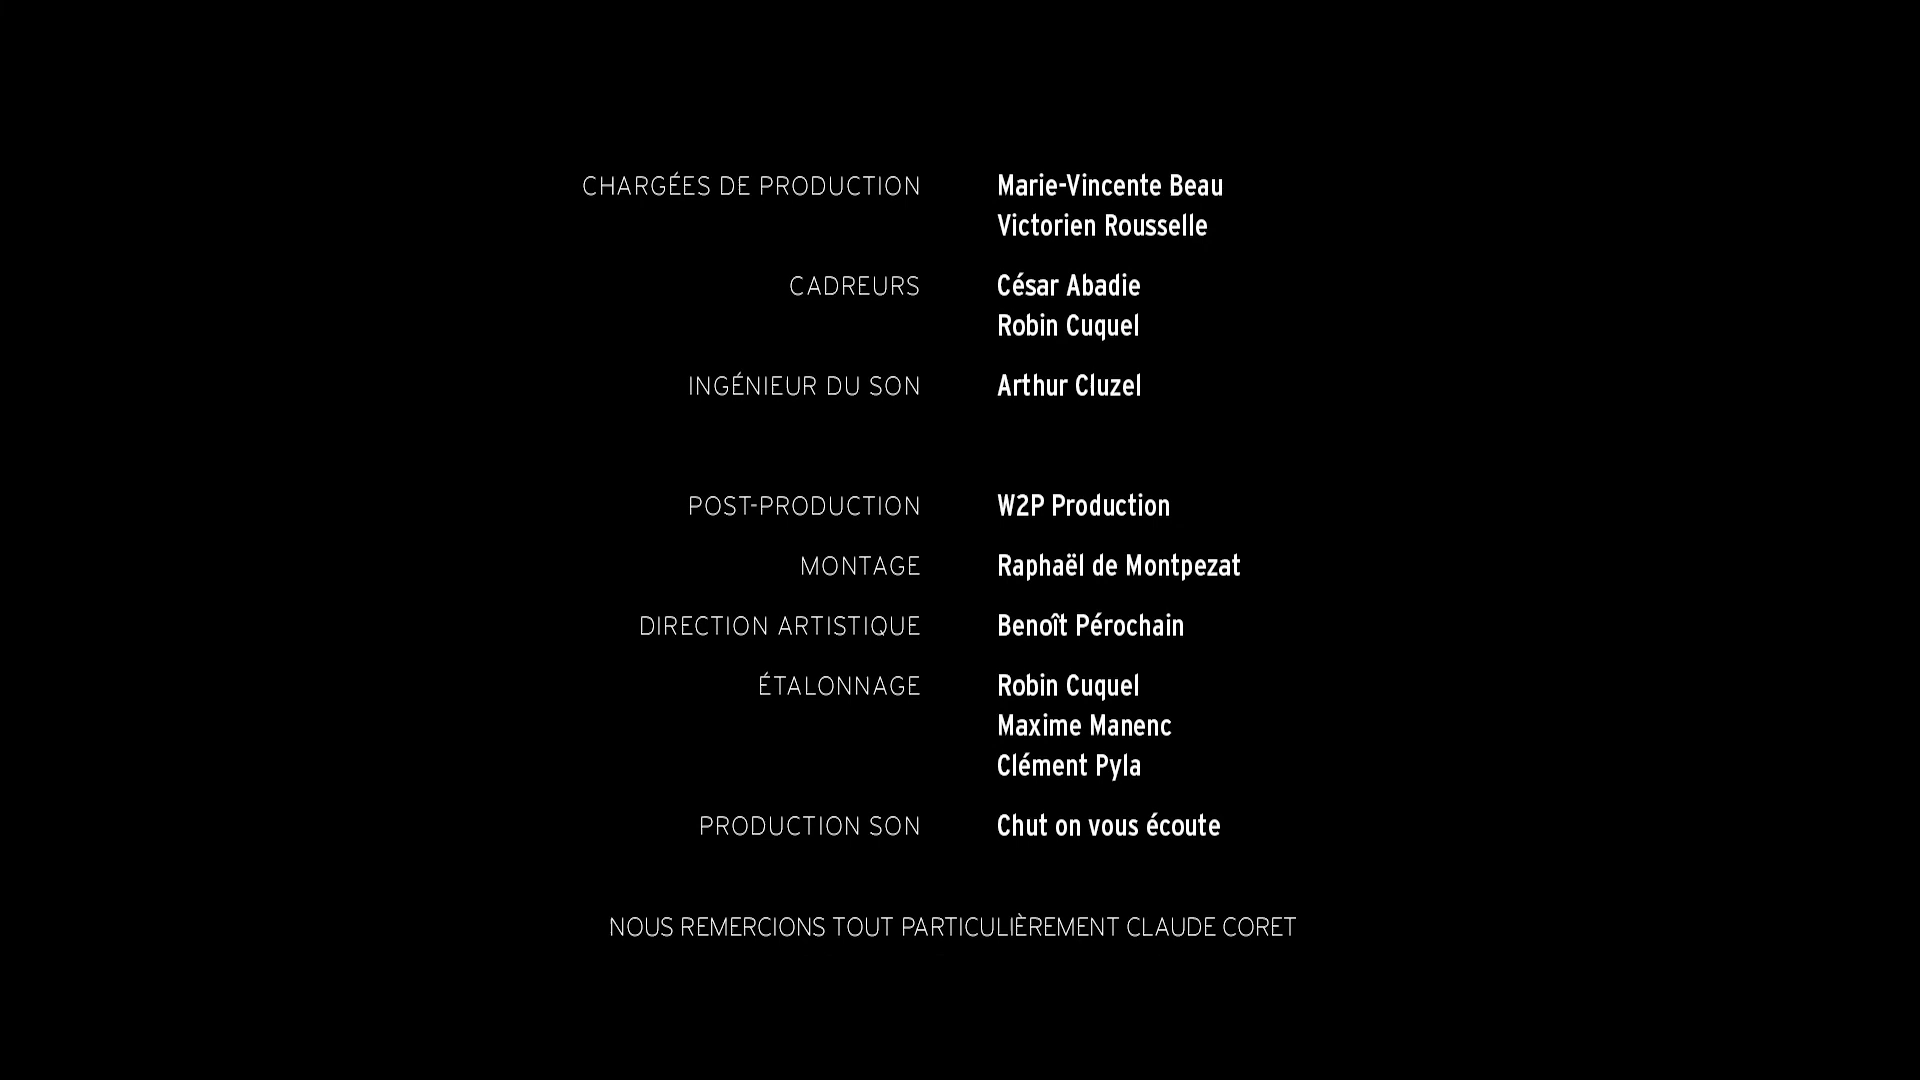 CHARGÉES DE PRODUCTION Marie-Vincente Beau
Victorien Rousselle
CADREURS César Abadie
Robin Cuquel
INGÉNIEUR DU SON Arthur Cluzel
POST-PRODUCTION W2P Production
MONTAGE Raphaël de Montpezat
DIRECTION ARTISTIQUE Benoît Pérochain
ÉTALONNAGE Robin Cuquel
Maxime Manenc
Clément Pyla
PRODUCTION SON Chut on vous écoute
NOUS REMERCIONS TOUT PARTICULIÈREMENT CLAUDE CORET